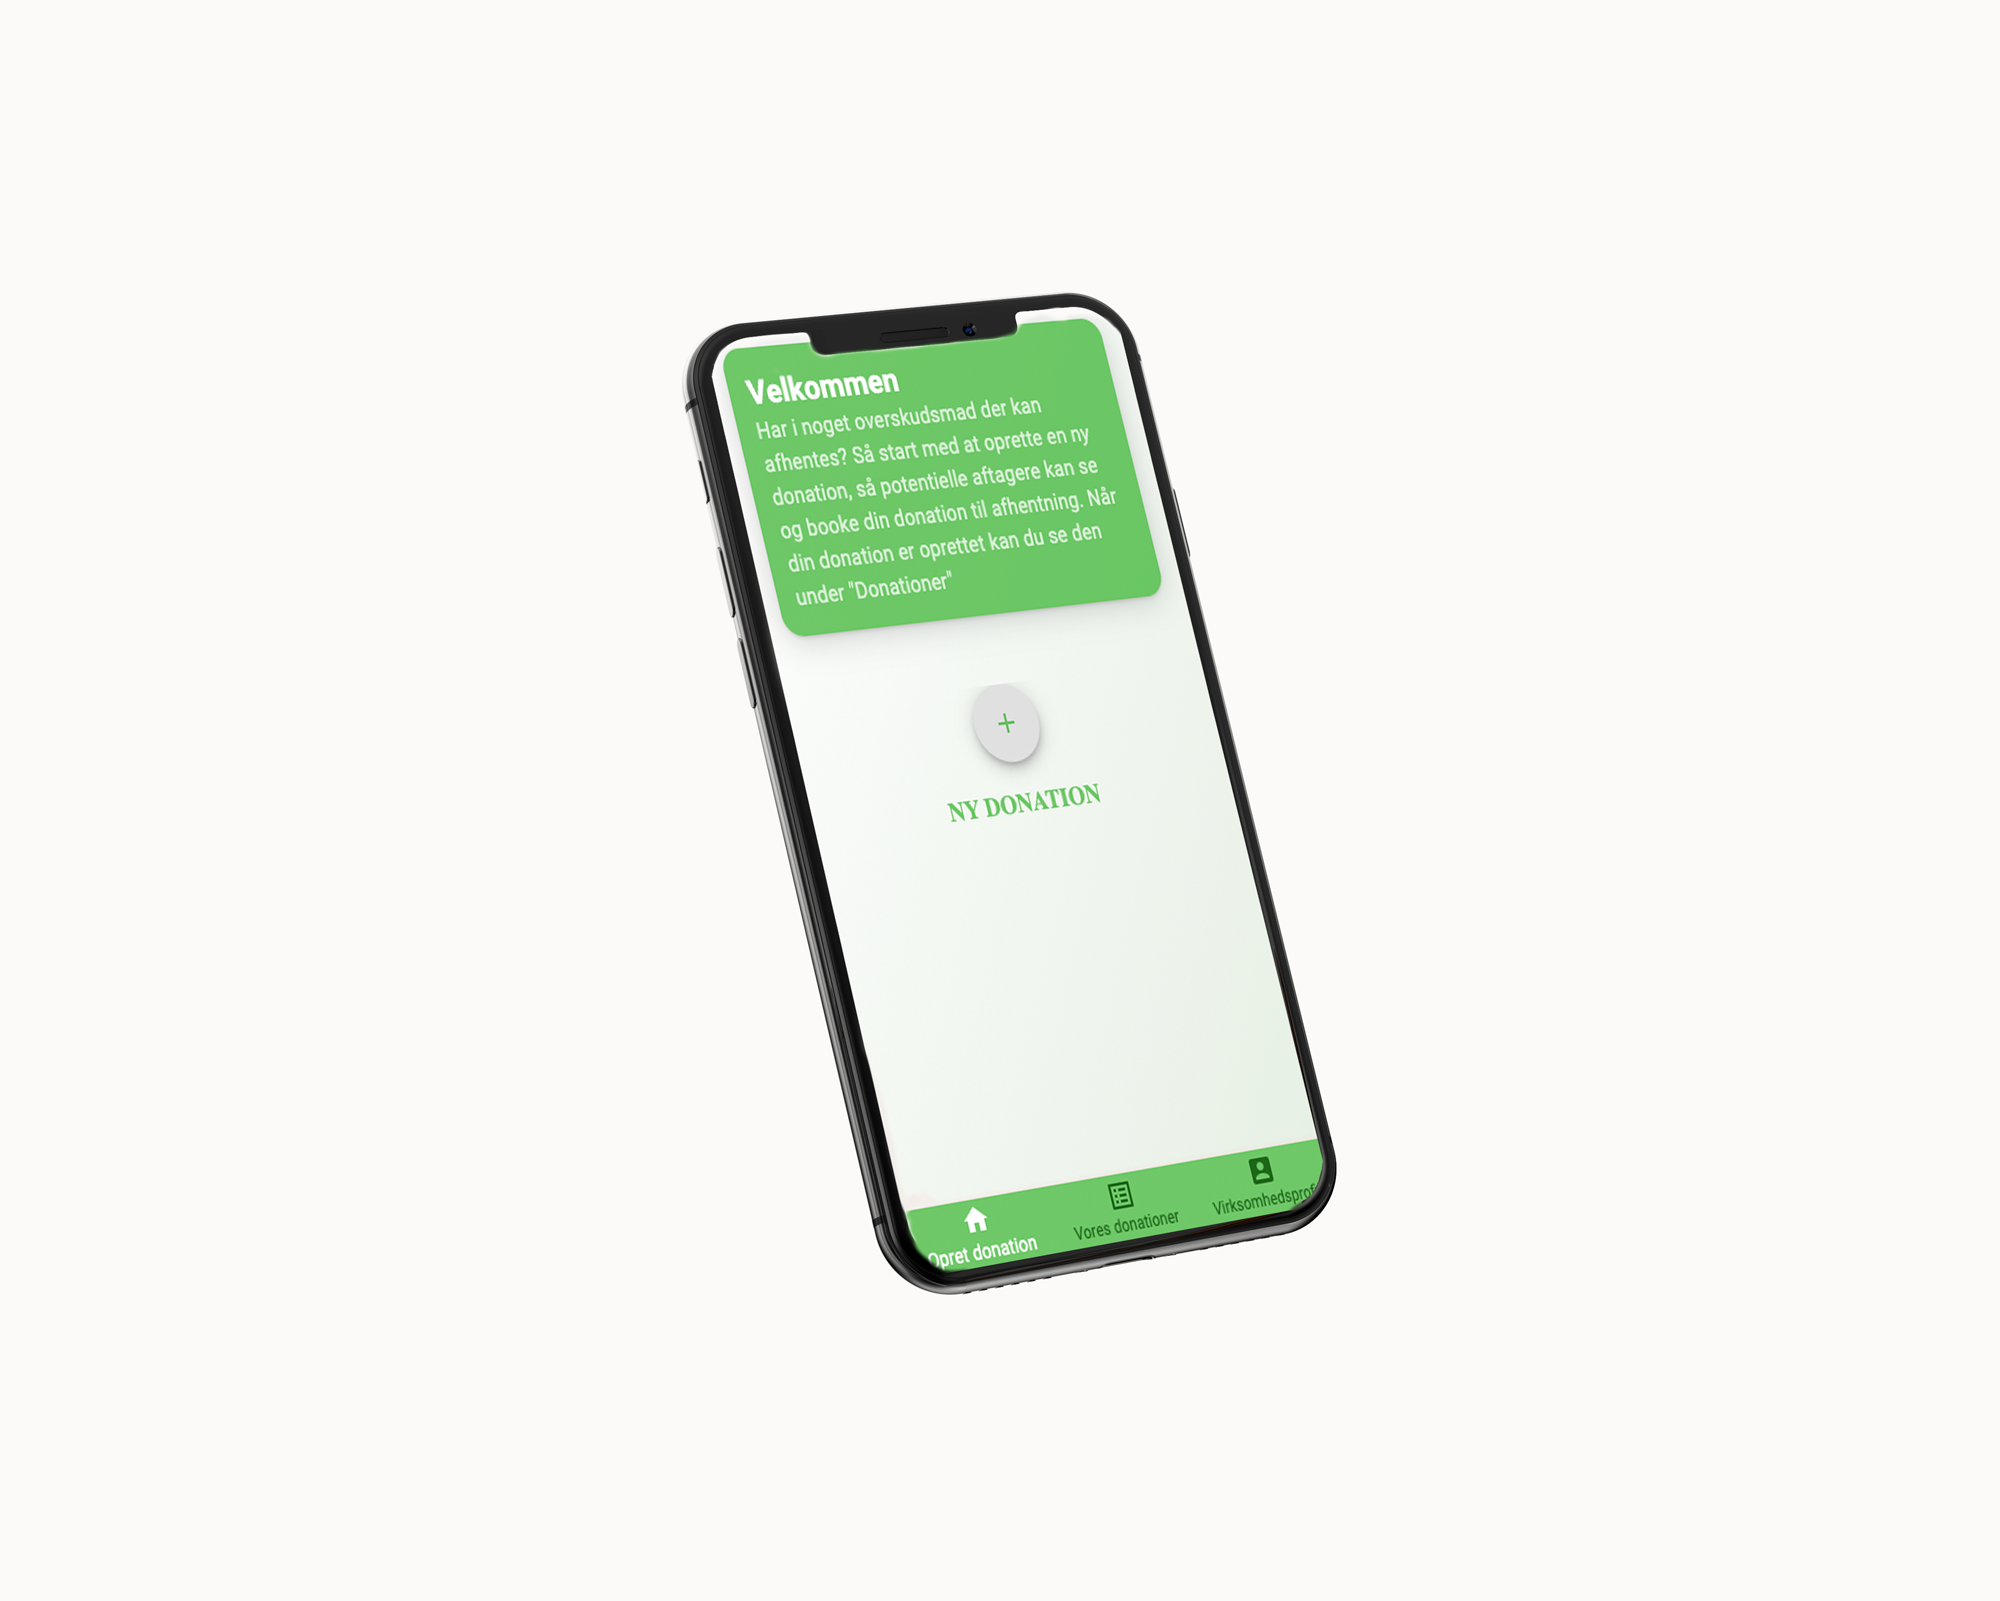 Velkommen
Har i noget overskudsmad der kan
afhentes? Så start med at oprette en ny
donation, så potentielle aftagere kan se
og booke din donation til afhentning. Når
din donation er oprettet kan du se den
under "Donationer"
+
NY DONATION
Opret donation
Vores donationer
Virksomhedsprof